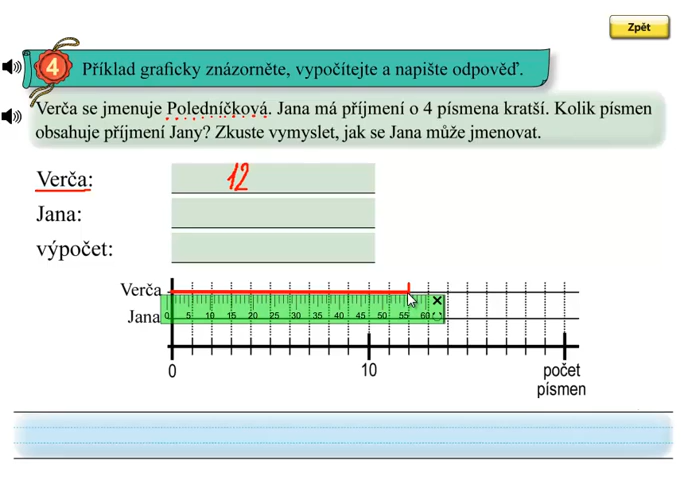 Zpět
4 Příklad graficky znázorněte, vypočítejte a napište odpověď.
Verča se jmenuje Poledníčková. Jana má příjmení o 4 písmena kratší. Kolik písmen
obsahuje příjmení Jany? Zkuste vymyslet, jak se Jana může jmenovat.
Verča: 12
Jana:
výpočet:
Verča
Jana 0 5 10 15 20 25 30 35 40 45 50 55 60
0 10 počet
písmen